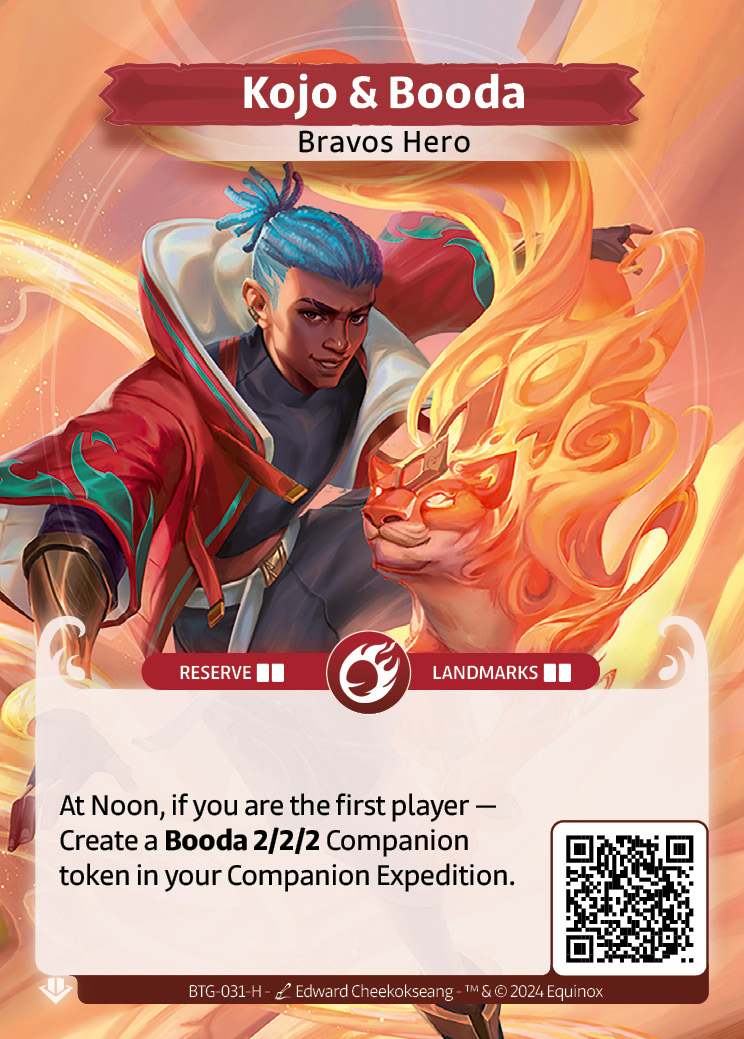 Kojo & Booda
Bravos Hero
RESERVE
LANDMARKS
At Noon, if you are the first player —
Create a Booda 2/2/2 Companion
token in your Companion Expedition.
BTG-031-H - Edward Cheekokseang - ™ & © 2024 Equinox